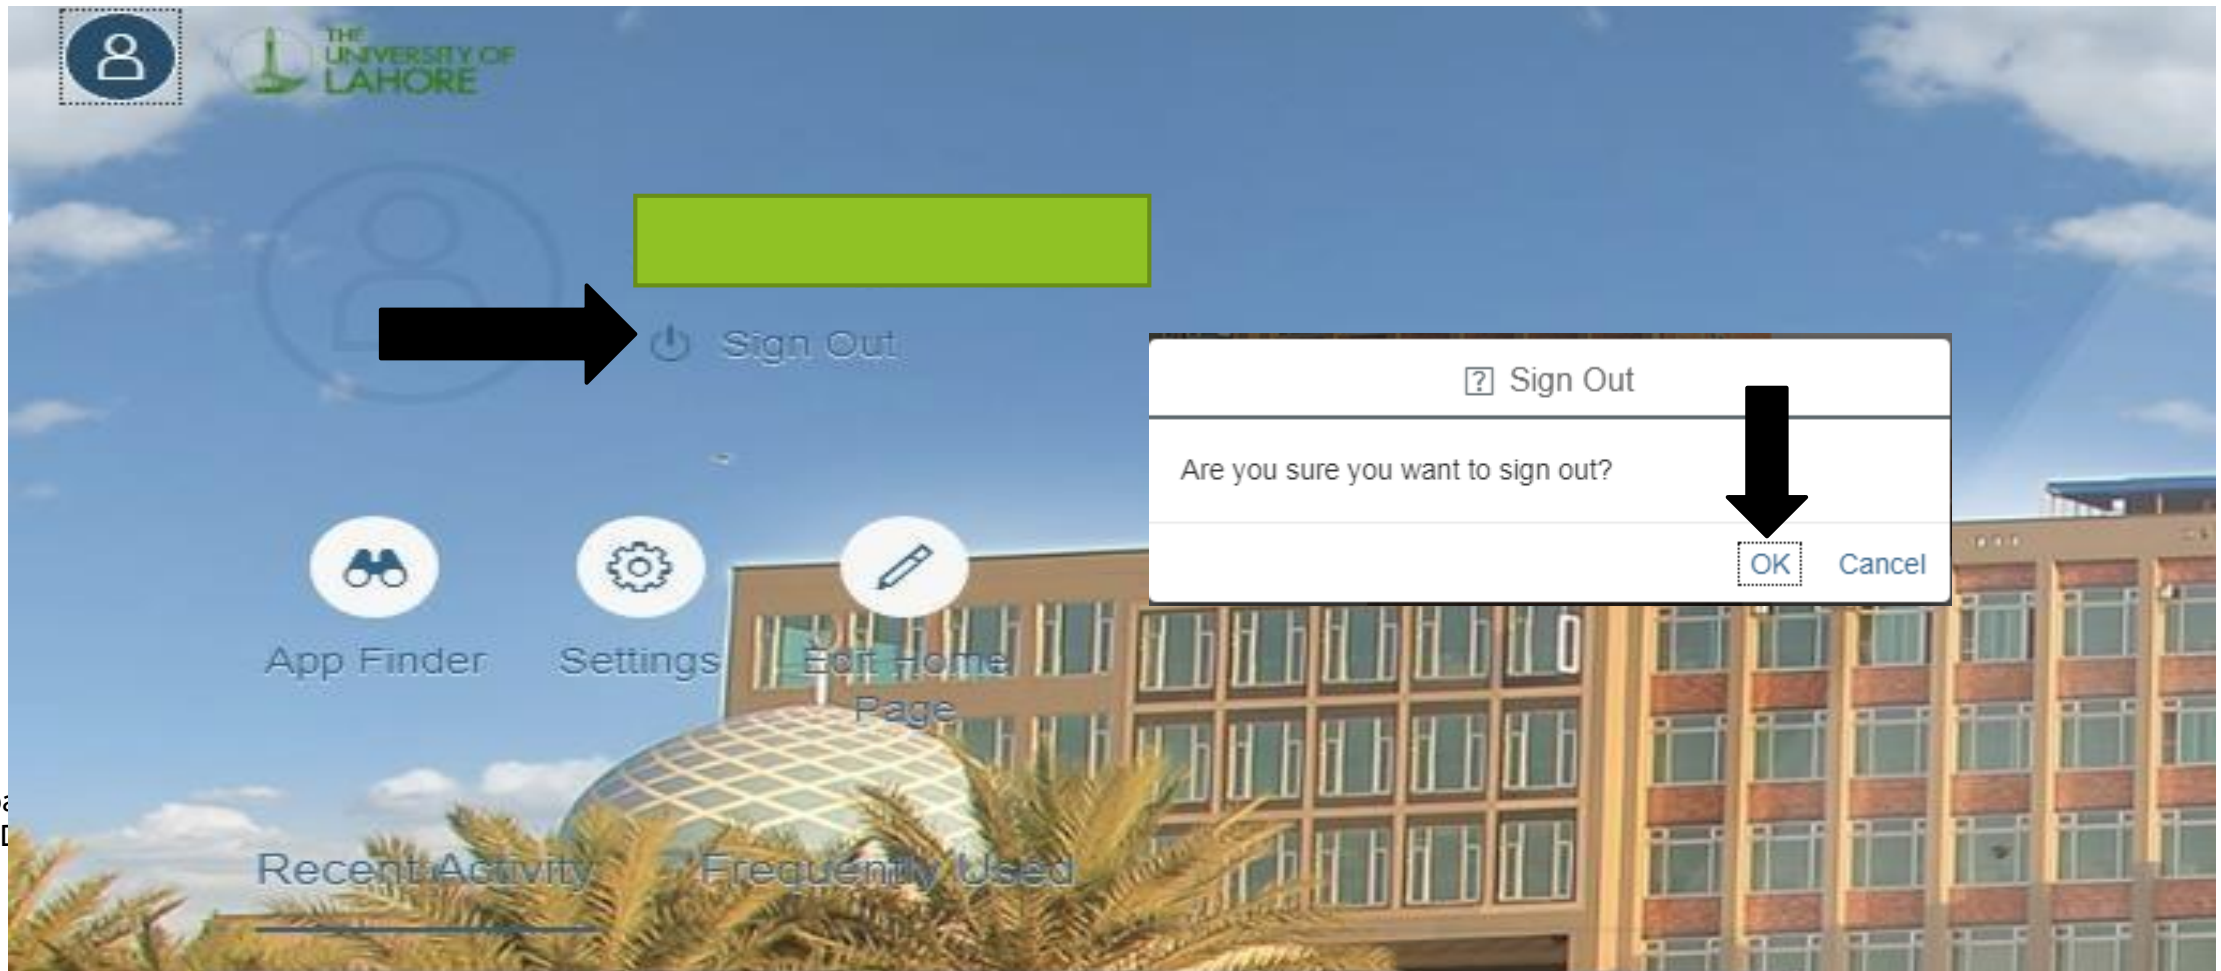 THE
UNIVERSITY OF
LAHORE
Sign Out
Sign Out
Are you sure you want to sign out?
OK Cancel
App Finder Settings Edit Home
Page
Recent Activity Frequently Used